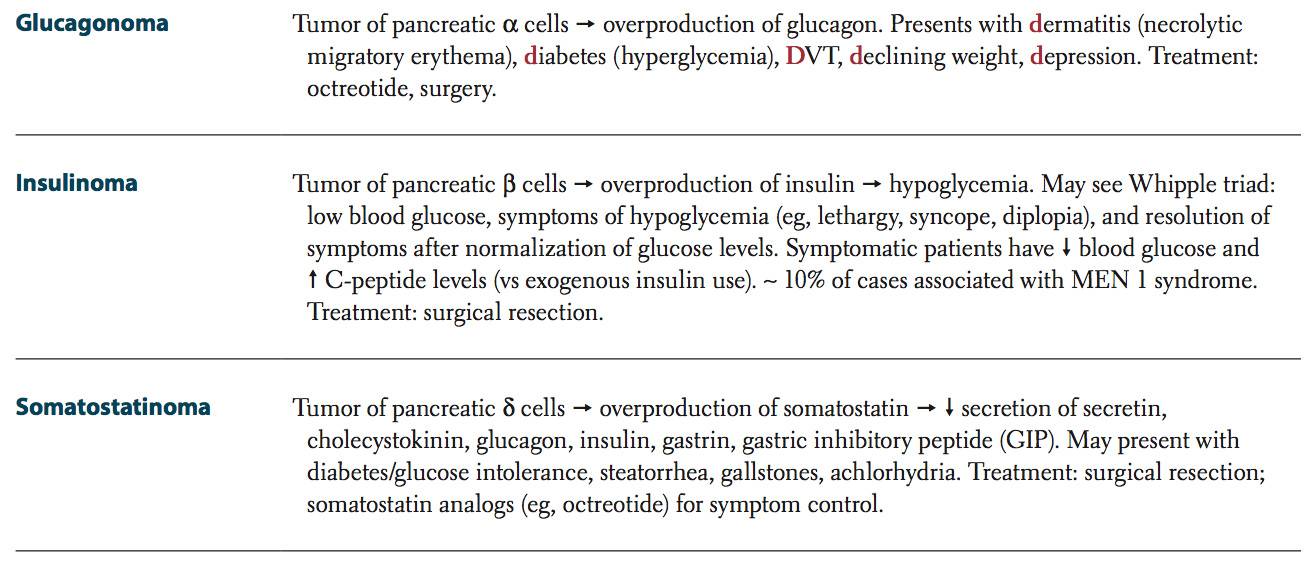 Glucagonoma Tumor of pancreatic α cells → overproduction of glucagon. Presents with dermatitis (necrolytic
migratory erythema), diabetes (hyperglycemia), DVT, declining weight, depression. Treatment:
octreotide, surgery.
Insulinoma Tumor of pancreatic β cells → overproduction of insulin → hypoglycemia. May see Whipple triad:
low blood glucose, symptoms of hypoglycemia (eg, lethargy, syncope, diplopia), and resolution of
symptoms after normalization of glucose levels. Symptomatic patients have ↓ blood glucose and
↑ C-peptide levels (vs exogenous insulin use). ~ 10% of cases associated with MEN 1 syndrome.
Treatment: surgical resection.
Somatostatinoma Tumor of pancreatic δ cells → overproduction of somatostatin → ↓ secretion of secretin,
cholecystokinin, glucagon, insulin, gastrin, gastric inhibitory peptide (GIP). May present with
diabetes/glucose intolerance, steatorrhea, gallstones, achlorhydria. Treatment: surgical resection;
somatostatin analogs (eg, octreotide) for symptom control.